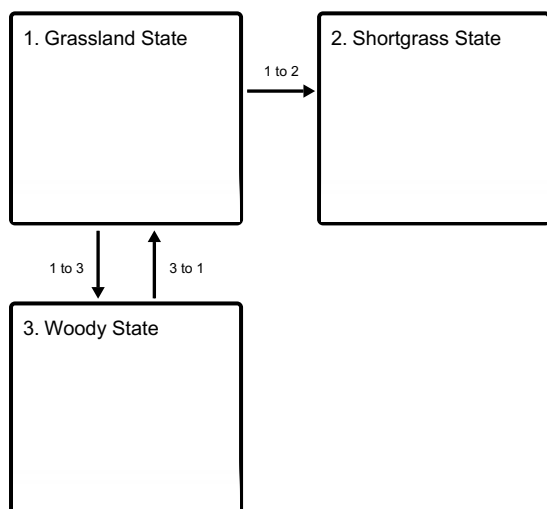 1. Grassland State
2. Shortgrass State
1 to 2
1 to 3
3 to 1
3. Woody State